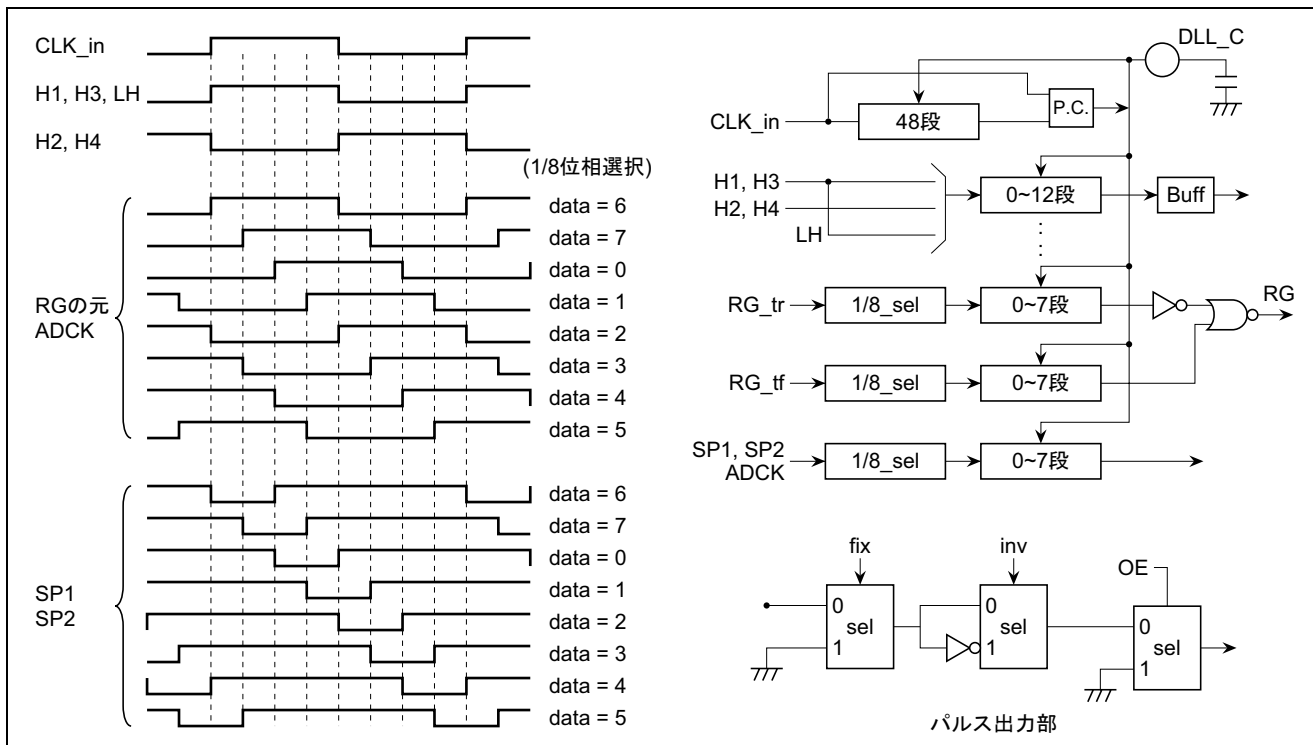 CLK_in
H1, H3, LH
H2, H4
(1/8位相選択)
RGの元
ADCK
data = 6
data = 7
data = 0
data = 1
data = 2
data = 3
data = 4
data = 5
SP1
SP2
data = 6
data = 7
data = 0
data = 1
data = 2
data = 3
data = 4
data = 5
DLL_C
CLK_in
48段
P.C.
H1, H3
H2, H4
LH
0~12段
Buff
RG_tr
1/8_sel
0~7段
RG
RG_tf
1/8_sel
0~7段
SP1, SP2
ADCK
1/8_sel
0~7段
fix
0
sel
1
inv
0
sel
1
OE
0
sel
1
パルス出力部